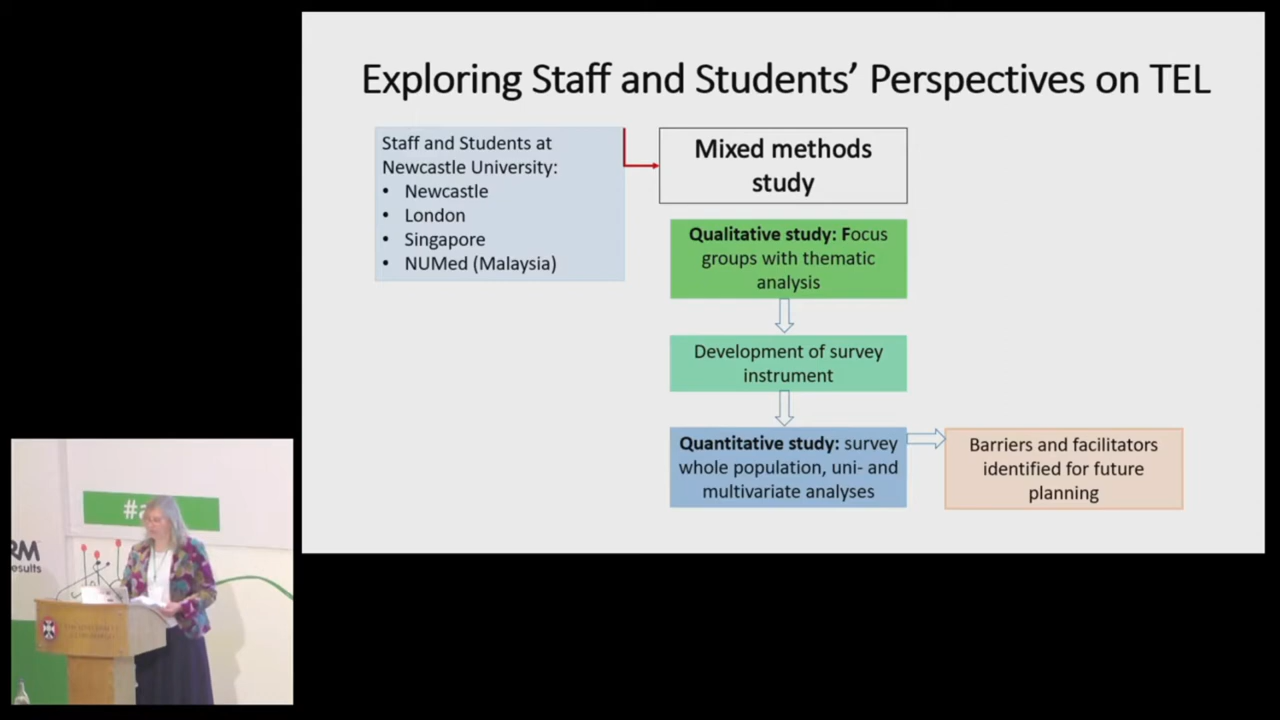 Exploring Staff and Students’ Perspectives on TEL
Staff and Students at
Newcastle University:
• Newcastle
• London
• Singapore
• NUMed (Malaysia)
Mixed methods
study
Qualitative study: Focus
groups with thematic
analysis
Development of survey
instrument
Quantitative study: survey
whole population, uni- and
multivariate analyses
Barriers and facilitators
identified for future
planning
RM
esults